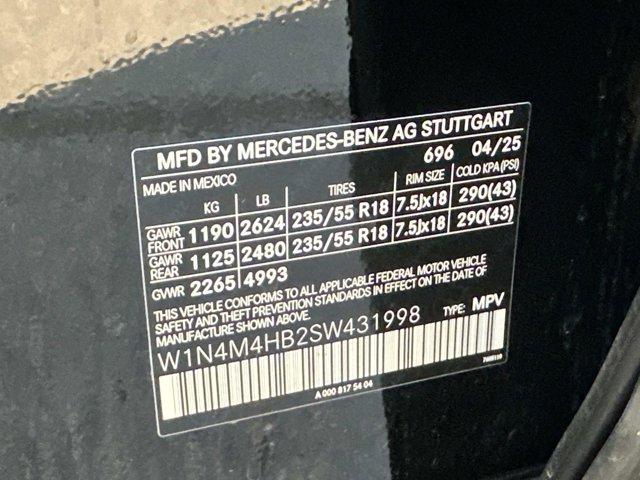 MFD BY MERCEDES-BENZ AG STUTTGART
MADE IN MEXICO 696 04/25
KG LB TIRES RIM SIZE COLD KPA (PSI)
GAWR FRONT 1190 2624 235/55 R18 7.5Jx18 290(43)
GAWR REAR 1125 2480 235/55 R18 7.5Jx18 290(43)
GVWR 2265 4993
THIS VEHICLE CONFORMS TO ALL APPLICABLE FEDERAL MOTOR VEHICLE
SAFETY AND THEFT PREVENTION STANDARDS IN EFFECT ON THE DATE OF
MANUFACTURE SHOWN ABOVE.
W1N4M4HB2SW431998 TYPE: MPV
A 000 817 54 04